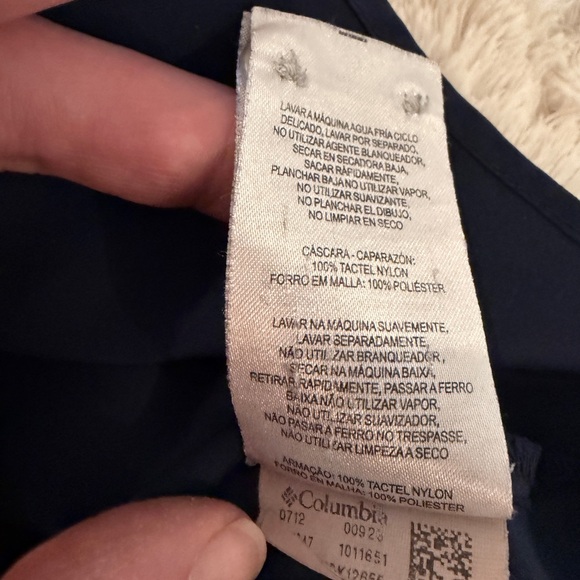 LAVAR A MÁQUINA AGUA FRÍA CICLO
DELICADO, LAVAR POR SEPARADO,
NO UTILIZAR AGENTE BLANQUEADOR,
SECAR EN SECADORA BAJA,
SACAR RÁPIDAMENTE,
PLANCHAR BAJA NO UTILIZAR VAPOR,
NO UTILIZAR SUAVIZANTE,
NO PLANCHAR EL DIBUJO,
NO LIMPIAR EN SECO
CÁSCARA - CAPARAZÓN:
100% TACTEL NYLON
FORRO EM MALLA: 100% POLIÉSTER
LAVAR NA MÁQUINA SUAVEMENTE,
LAVAR SEPARADAMENTE,
NÃO UTILIZAR BRANQUEADOR,
SECAR NA MÁQUINA BAIXA,
RETIRAR RAPIDAMENTE, PASSAR A FERRO
BAIXA NÃO UTILIZAR VAPOR,
NÃO UTILIZAR SUAVIZADOR,
NÃO PASAR A FERRO NO TRESPASSE,
NÃO UTILIZAR LIMPEZA A SECO
ARMAÇÃO: 100% TACTEL NYLON
FORRO EM MALHA: 100% POLIÉSTER
Columbia
0712 00923
1011651